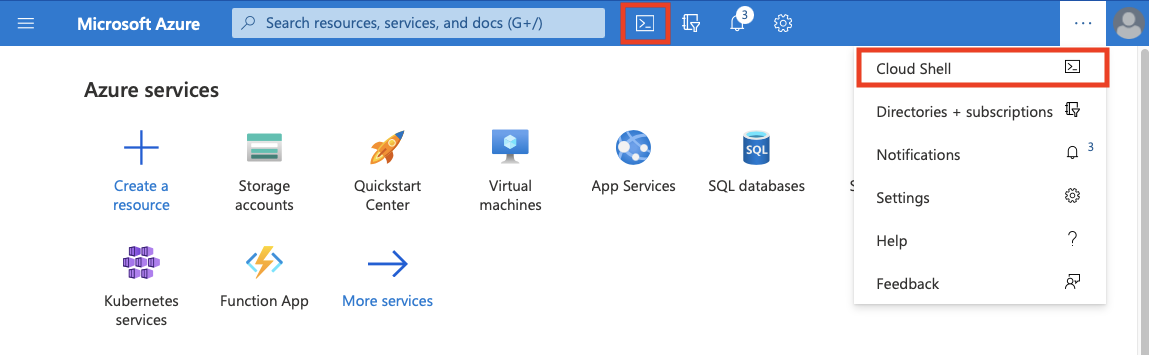 Microsoft Azure
Search resources, services, and docs (G+/)
3
...
Cloud Shell
Directories + subscriptions
Notifications
3
Settings
Help
Feedback
Azure services
Create a
resource
Storage
accounts
Quickstart
Center
Virtual
machines
App Services
SQL
SQL databases
Kubernetes
services
Function App
More services